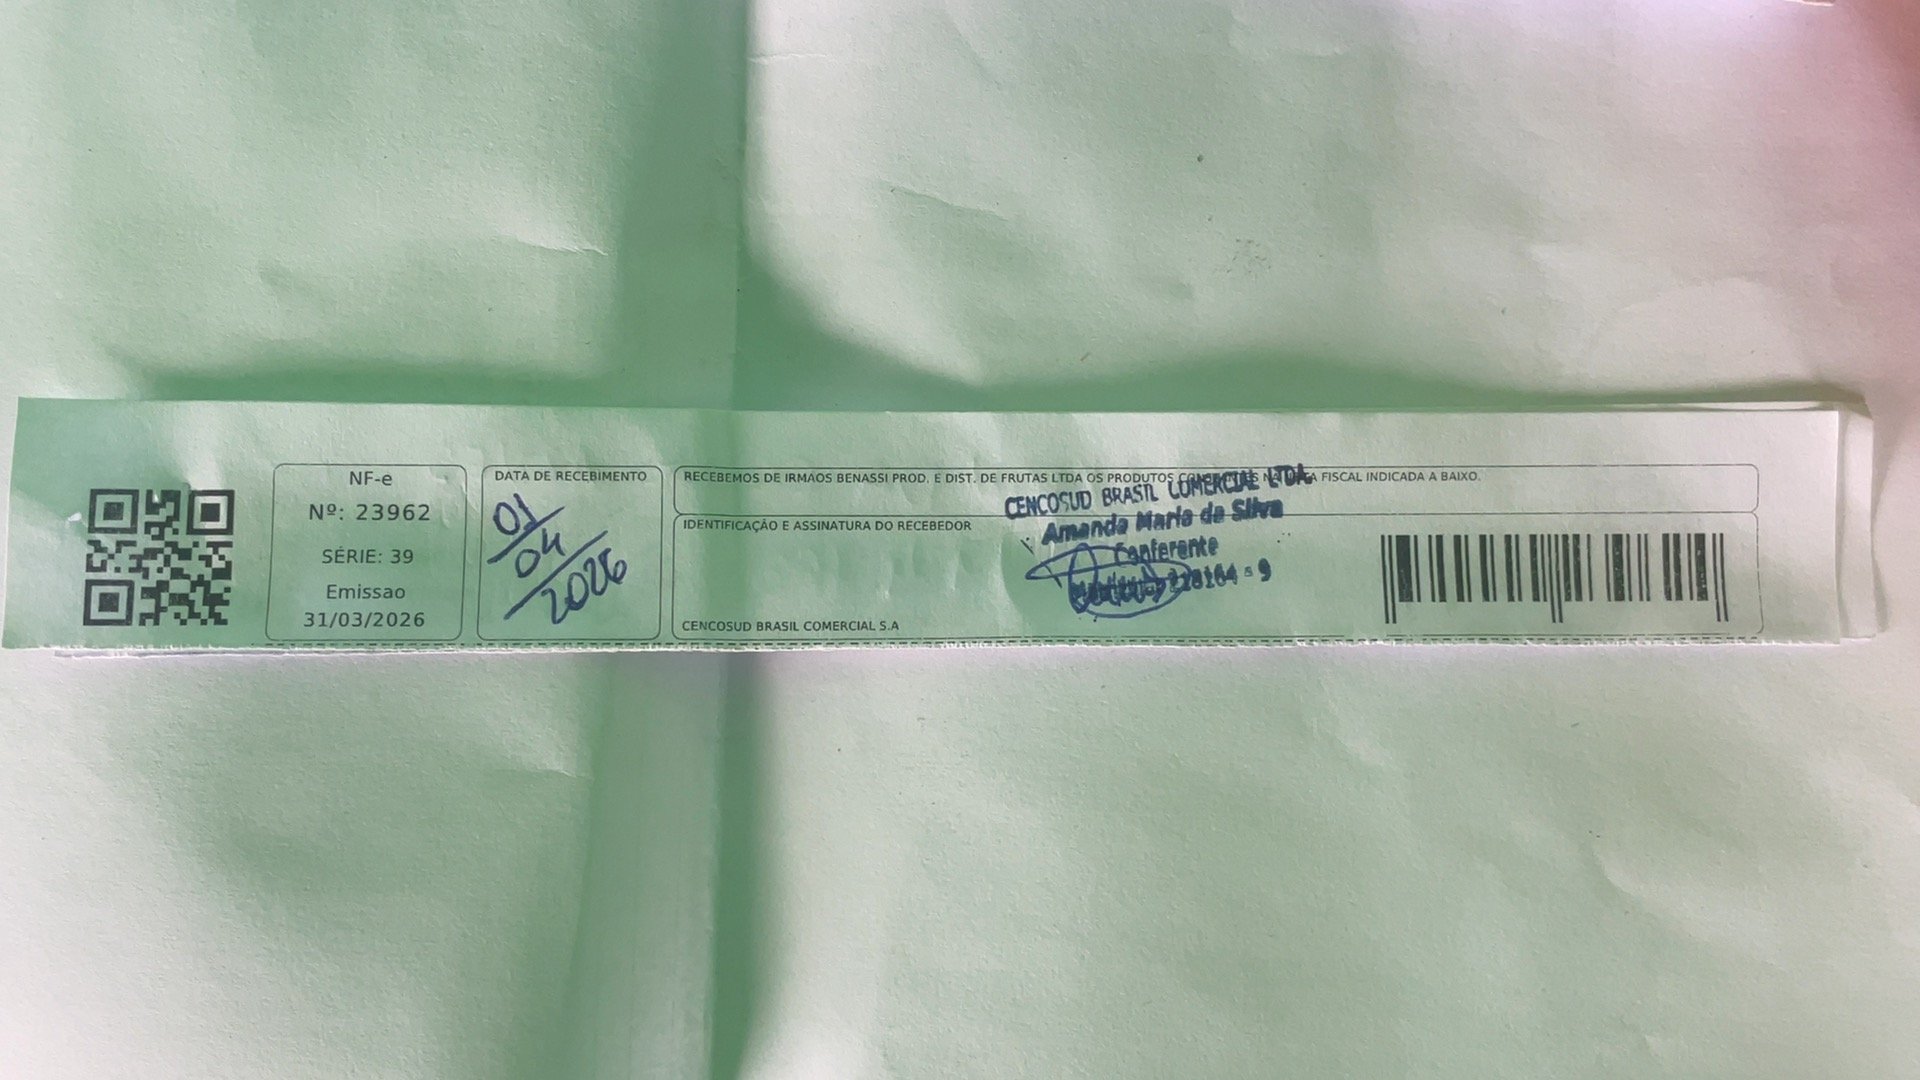 NF-e
Nº: 23962
SÉRIE: 39
Emissao
31/03/2026
DATA DE RECEBIMENTO
01/04/2026
RECEBEMOS DE IRMAOS BENASSI PROD. E DIST. DE FRUTAS LTDA OS PRODUTOS FISCAL INDICADA A BAIXO.
IDENTIFICAÇÃO E ASSINATURA DO RECEBEDOR
CENCOSUD BRASIL COMERCIAL LTDA.
Amanda Maria da Silva
Conferente
228164-9
CENCOSUD BRASIL COMERCIAL S.A